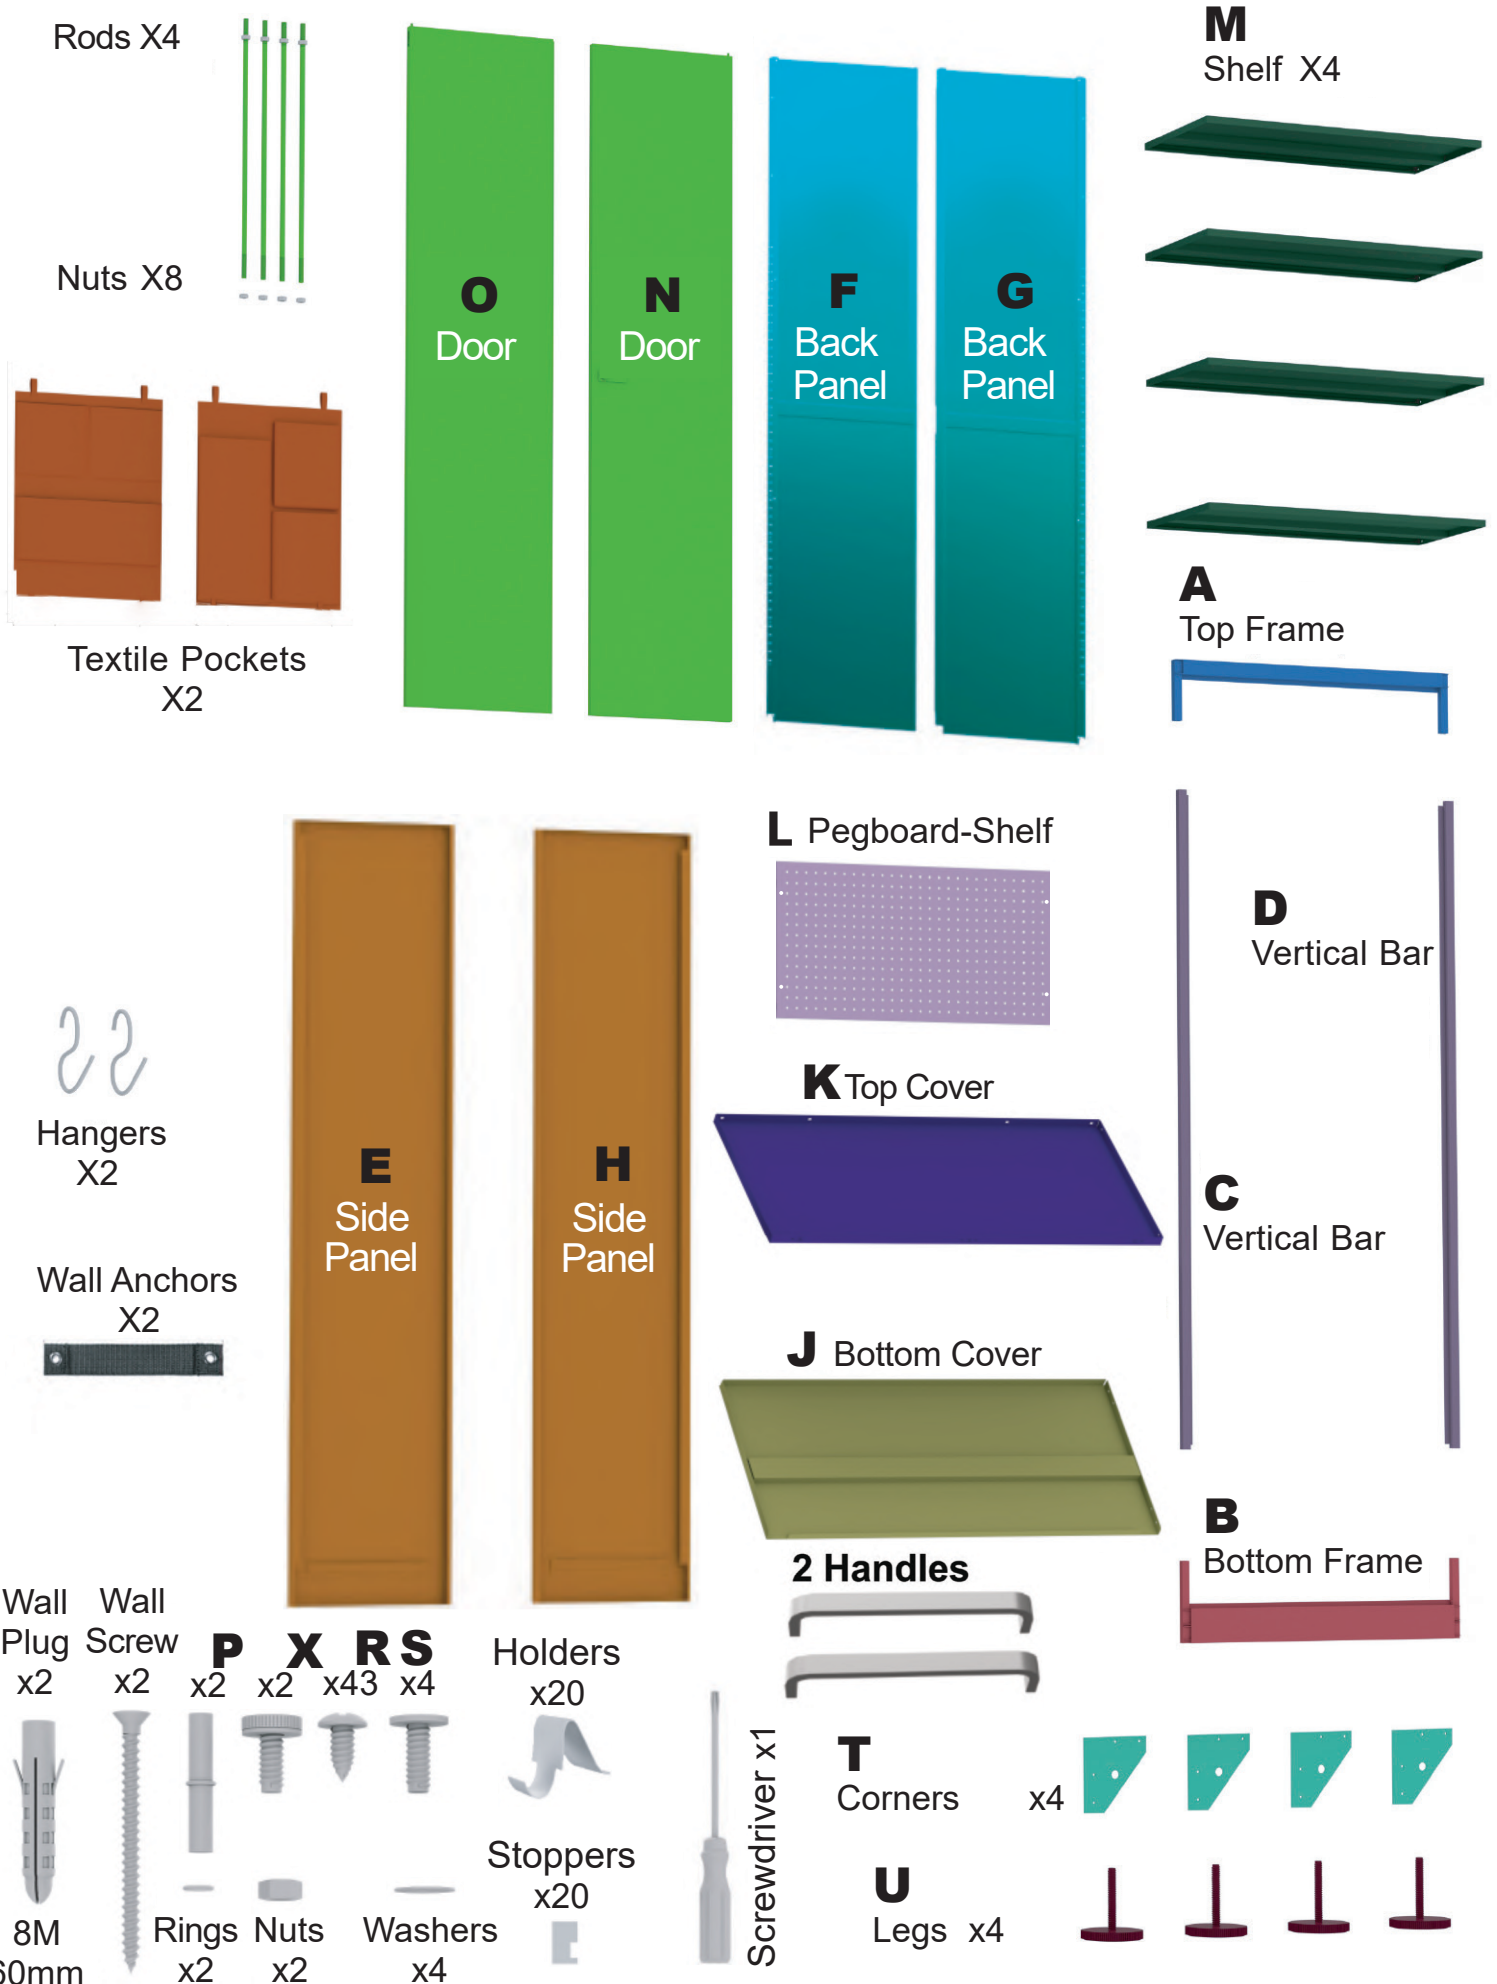 Rods X4
Nuts X8
Textile Pockets
X2
O
Door
N
Door
F
Back
Panel
G
Back
Panel
M
Shelf X4
A
Top Frame
L Pegboard-Shelf
D
Vertical Bar
K Top Cover
C
Vertical Bar
Hangers
X2
E
Side
Panel
H
Side
Panel
Wall Anchors
X2
J Bottom Cover
B
Bottom Frame
2 Handles
Wall
Plug
x2
Wall
Screw
x2
P
x2
X
x2
R
x43
S
x4
Holders
x20
Screwdriver x1
T
Corners x4
Stoppers
x20
U
Legs x4
8M
60mm
Rings
x2
Nuts
x2
Washers
x4